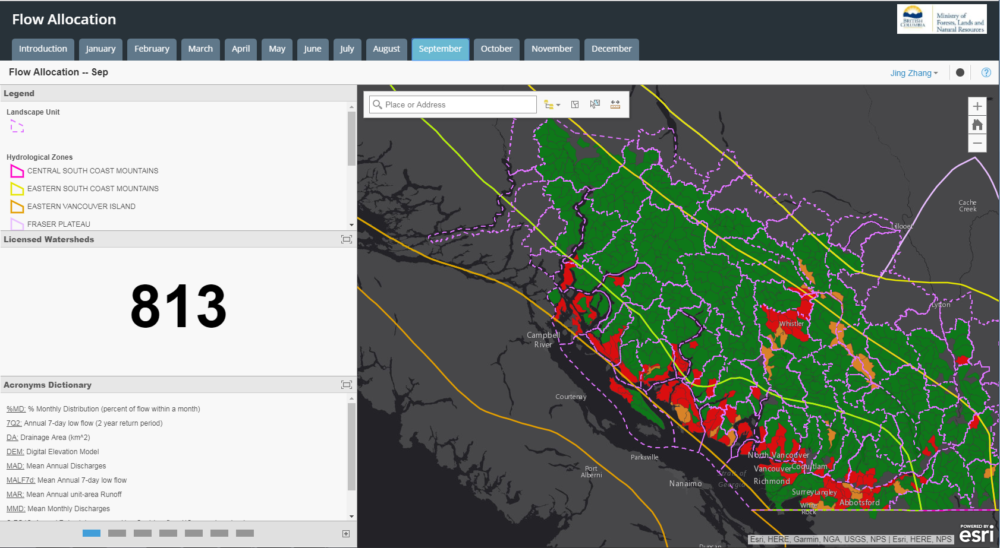 Flow Allocation
BRITISH
COLUMBIA
Ministry of
Forests, Lands and
Natural Resources
Introduction
January
February
March
April
May
June
July
August
September
October
November
December
Flow Allocation -- Sep
Jing Zhang
?
Legend
Landscape Unit
Hydrological Zones
CENTRAL SOUTH COAST MOUNTAINS
EASTERN SOUTH COAST MOUNTAINS
EASTERN VANCOUVER ISLAND
FRASER PLATEAU
Licensed Watersheds
813
Acronyms Dictionary
%MD: % Monthly Distribution (percent of flow within a month)
7Q2: Annual 7-day low flow (2 year return period)
DA: Drainage Area (km^2)
DEM: Digital Elevation Model
MAD: Mean Annual Discharges
MALF7d: Mean Annual 7-day low flow
MAR: Mean Annual unit-area Runoff
MMD: Mean Monthly Discharges
Place or Address
Cache
Creek
Lillooet
Lytton
Whistler
Campbell
River
Courtenay
Parksville
Port
Alberni
Nanaimo
Strait of
Georgia
North Vancouver
Vancouver
Coquitlam
Richmond
Surrey
Langley
White
Rock
Abbotsford
Duncan
Esri, HERE, Garmin, NGA, USGS, NPS | Esri, HERE, NPS
POWERED BY
esri